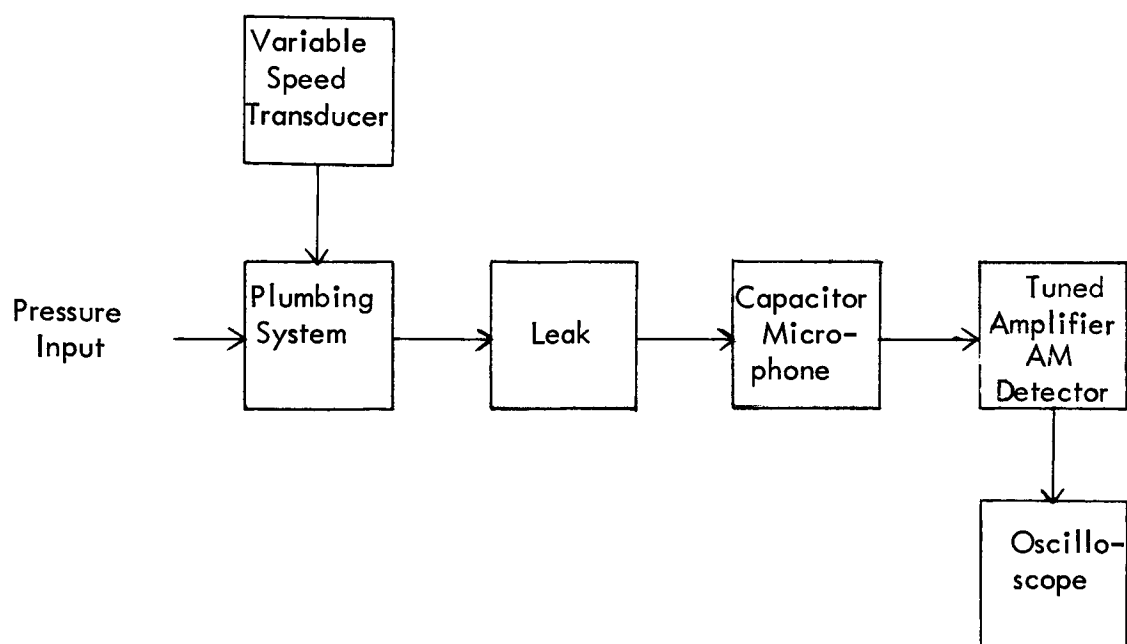 Variable
Speed
Transducer
Pressure
Input
Plumbing
System
Leak
Capacitor
Micro-
phone
Tuned
Amplifier
AM
Detector
Oscillo-
scope